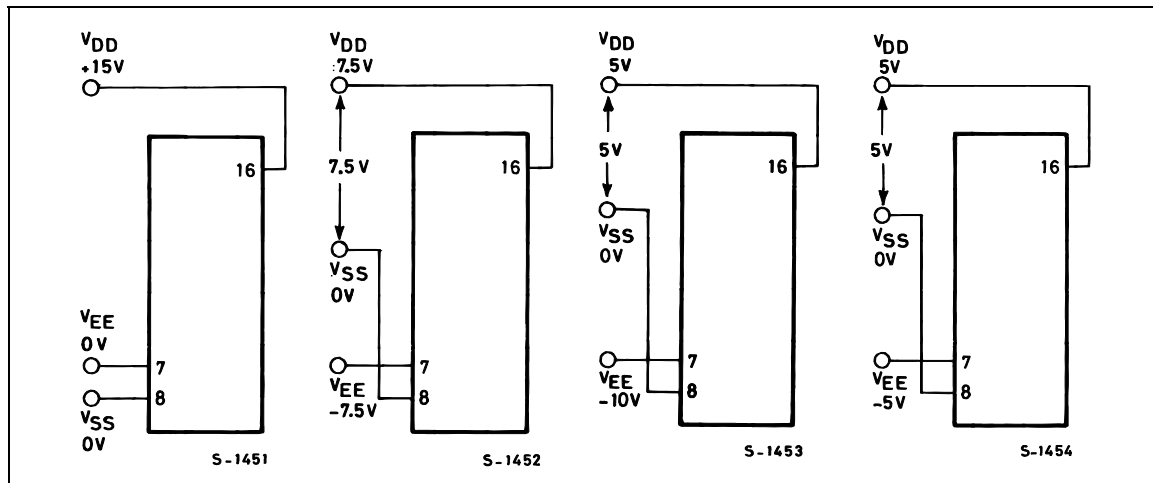 VDD
+15V
16
VEE
0V
7
8
VSS
0V
S-1451
VDD
:7.5V
7.5V
16
VSS
0V
7
VEE
-7.5V
8
S-1452
VDD
5V
5V
16
VSS
0V
7
VEE
-10V
8
S-1453
VDD
5V
5V
16
VSS
0V
7
VEE
-5V
8
S-1454